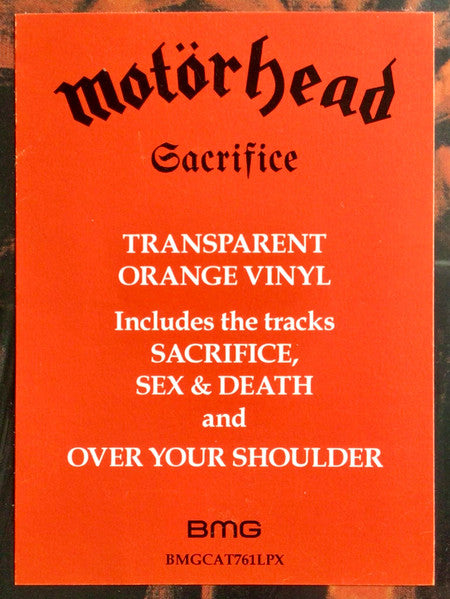 motörhead
Sacrifice
TRANSPARENT
ORANGE VINYL
Includes the tracks
SACRIFICE,
SEX & DEATH
and
OVER YOUR SHOULDER
BMG
BMGCAT761LPX